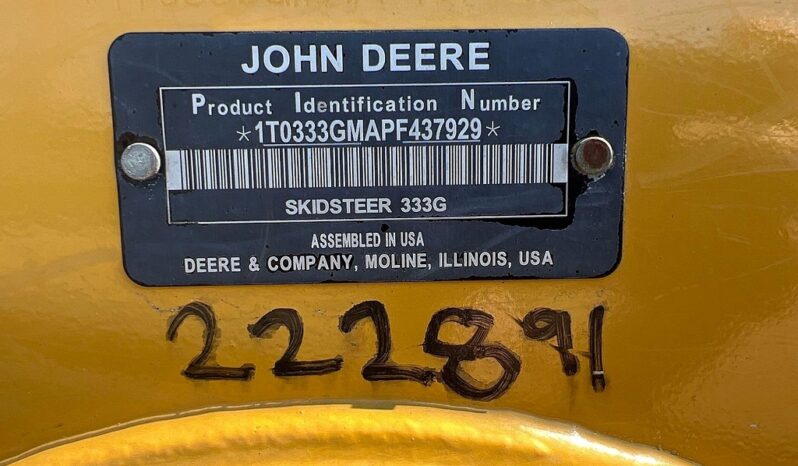 JOHN DEERE
Product Identification Number
*1T0333GMAPF437929*
SKIDSTEER 333G
ASSEMBLED IN USA
DEERE & COMPANY, MOLINE, ILLINOIS, USA
222891